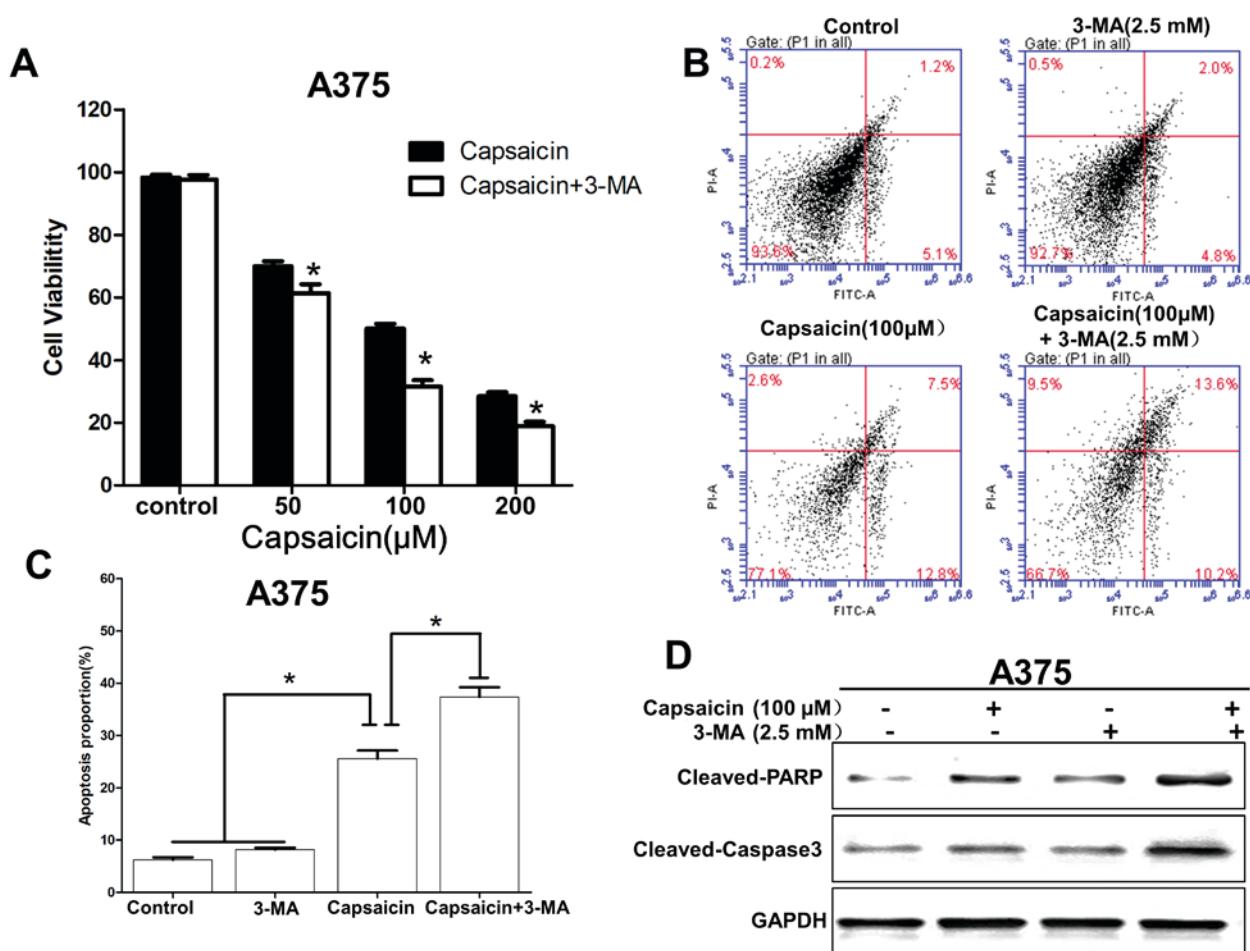 A
A375
120
100
80
60
40
20
0
Cell Viabilitity
Capsaicin
Capsaicin+3-MA
*
*
*
control
50
100
200
Capsaicin(µM)
B
Control
Gate: (P1 in all)
0.2%
1.2%
93.6%
5.1%
PI-A
FITC-A
3-MA(2.5 mM)
Gate: (P1 in all)
0.5%
2.0%
92.7%
4.8%
PI-A
FITC-A
Capsaicin(100µM)
Gate: (P1 in all)
2.6%
7.5%
77.1%
12.8%
PI-A
FITC-A
Capsaicin(100µM)
+ 3-MA(2.5 mM)
Gate: (P1 in all)
9.5%
13.6%
66.7%
10.2%
PI-A
FITC-A
C
A375
60
50
40
30
20
10
0
Apoptosis proportion(%)
*
*
Control
3-MA
Capsaicin
Capsaicin+3-MA
D
A375
Capsaicin (100 µM) - + - +
3-MA (2.5 mM) - - + +
Cleaved-PARP
Cleaved-Caspase3
GAPDH